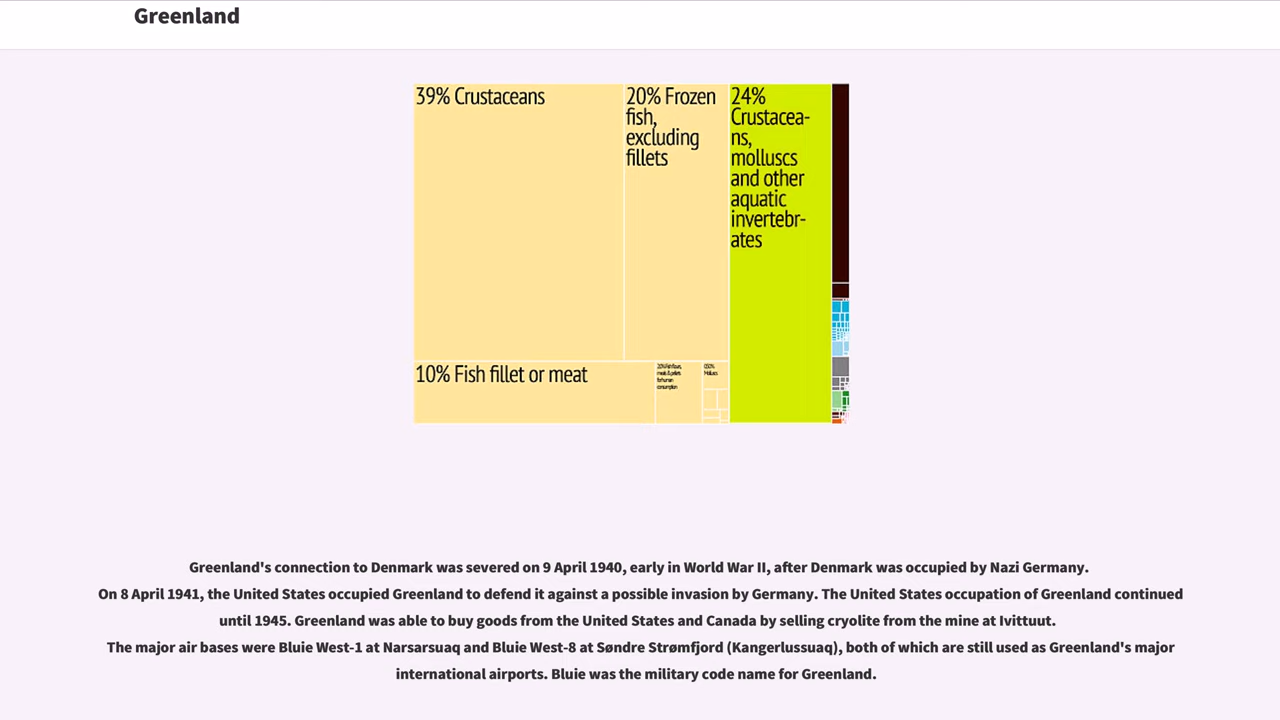 Greenland
39% Crustaceans
20% Frozen
fish,
excluding
fillets
24%
Crustacea-
ns,
molluscs
and other
aquatic
invertebr-
ates
10% Fish fillet or meat
Greenland's connection to Denmark was severed on 9 April 1940, early in World War II, after Denmark was occupied by Nazi Germany.
On 8 April 1941, the United States occupied Greenland to defend it against a possible invasion by Germany. The United States occupation of Greenland continued
until 1945. Greenland was able to buy goods from the United States and Canada by selling cryolite from the mine at Ivittuut.
The major air bases were Bluie West-1 at Narsarsuaq and Bluie West-8 at Søndre Strømfjord (Kangerlussuaq), both of which are still used as Greenland's major
international airports. Bluie was the military code name for Greenland.